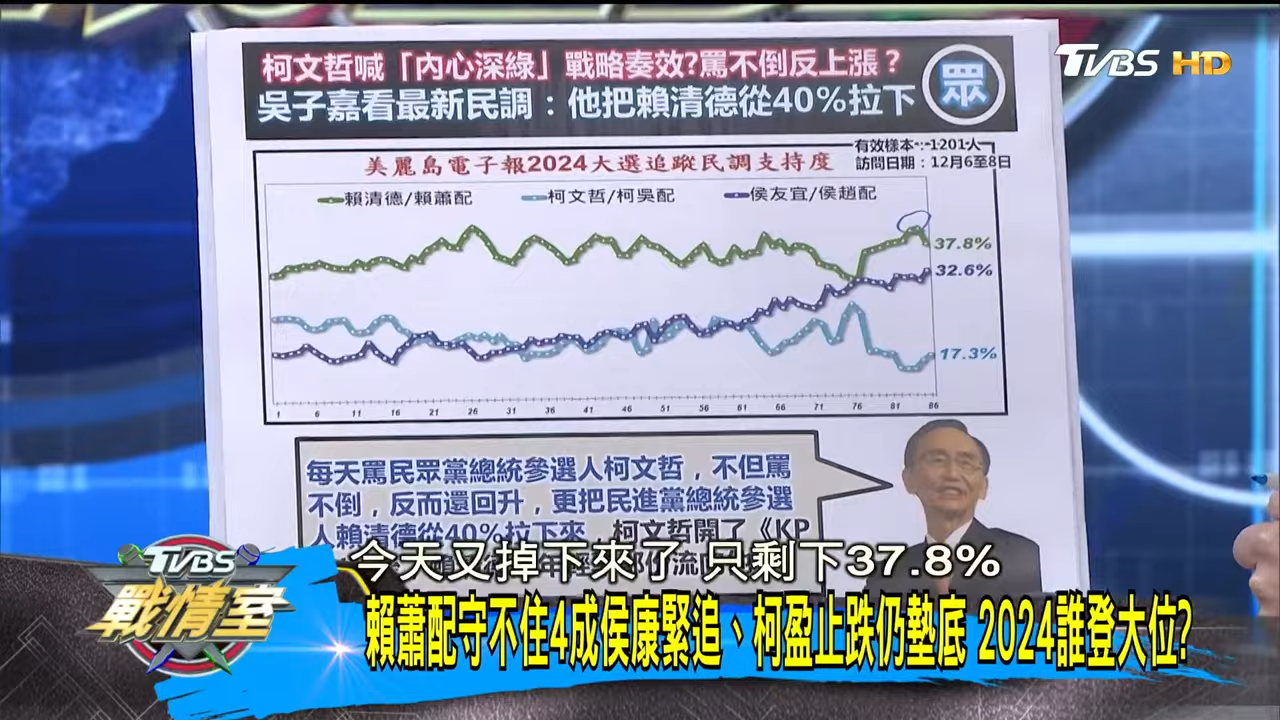 TVBS HD
柯文哲喊「內心深綠」戰略奏效?罵不倒反上漲？
吳子嘉看最新民調：他把賴清德從40%拉下
眾
有效樣本：1201人
訪問日期：12月6至8日
美麗島電子報2024大選追蹤民調支持度
賴清德/賴蕭配 柯文哲/柯吳配 侯友宜/侯趙配
37.8%
32.6%
17.3%
1 6 11 16 21 26 31 36 41 46 51 56 61 66 71 76 81 86
每天罵民眾黨總統參選人柯文哲，不但罵
不倒，反而還回升，更把民進黨總統參選
人賴清德從40%拉下來，柯文哲開了《KP
今天又掉下來了 只剩下37.8%
TVBS
戰情室
賴蕭配守不住4成侯康緊追、柯盈止跌仍墊底 2024誰登大位?